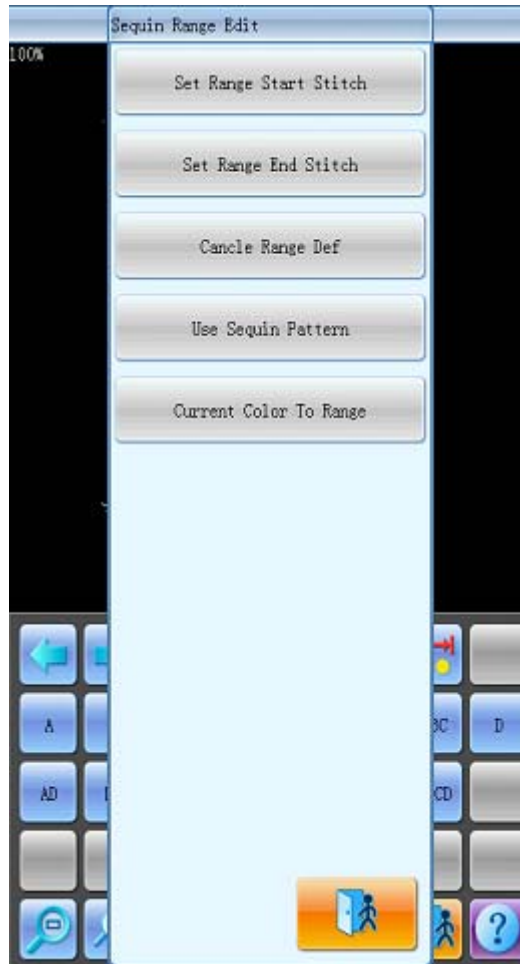 Sequin Range Edit
100%
Set Range Start Stitch
Set Range End Stitch
Cancle Range Def
Use Sequin Pattern
Current Color To Range
A
BC
D
AD
CD
?